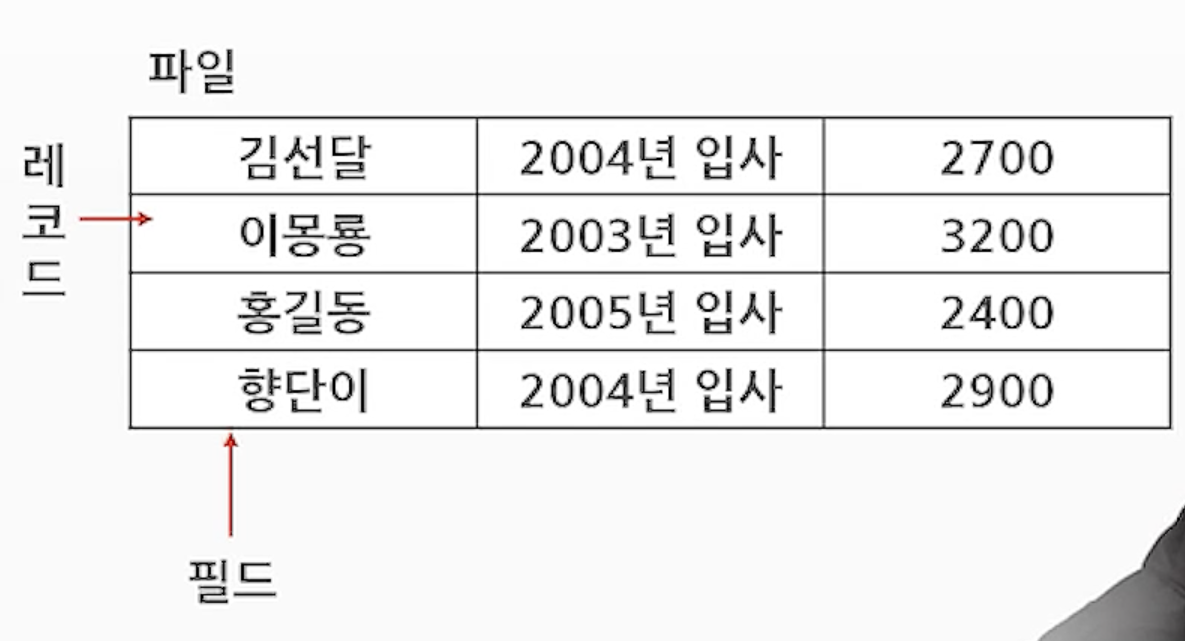 파일
레코드
김선달 2004년 입사 2700
이몽룡 2003년 입사 3200
홍길동 2005년 입사 2400
향단이 2004년 입사 2900
필드